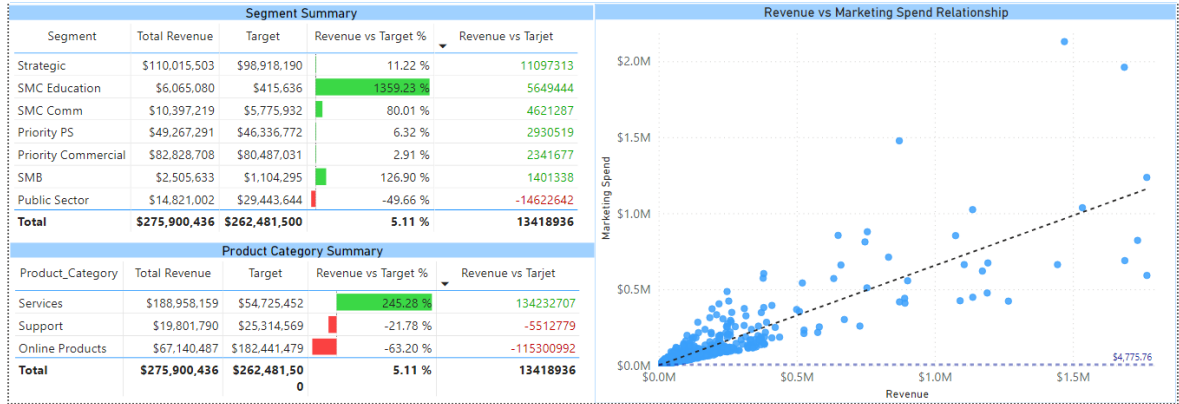 Segment Summary
Segment Total Revenue Target Revenue vs Target % Revenue vs Tarjet
Strategic $110,015,503 $98,918,190 11.22 % 11097313
SMC Education $6,065,080 $415,636 1359.23 % 5649444
SMC Comm $10,397,219 $5,775,932 80.01 % 4621287
Priority PS $49,267,291 $46,336,772 6.32 % 2930519
Priority Commercial $82,828,708 $80,487,031 2.91 % 2341677
SMB $2,505,633 $1,104,295 126.90 % 1401338
Public Sector $14,821,002 $29,443,644 -49.66 % -14622642
Total $275,900,436 $262,481,500 5.11 % 13418936
Product Category Summary
Product_Category Total Revenue Target Revenue vs Target % Revenue vs Tarjet
Services $188,958,159 $54,725,452 245.28 % 134232707
Support $19,801,790 $25,314,569 -21.78 % -5512779
Online Products $67,140,487 $182,441,479 -63.20 % -115300992
Total $275,900,436 $262,481,50 5.11 % 13418936
0
Revenue vs Marketing Spend Relationship
$2.0M
$1.5M
$1.0M
$0.5M
$0.0M
Marketing Spend
$4,775.76
$0.0M $0.5M $1.0M $1.5M
Revenue